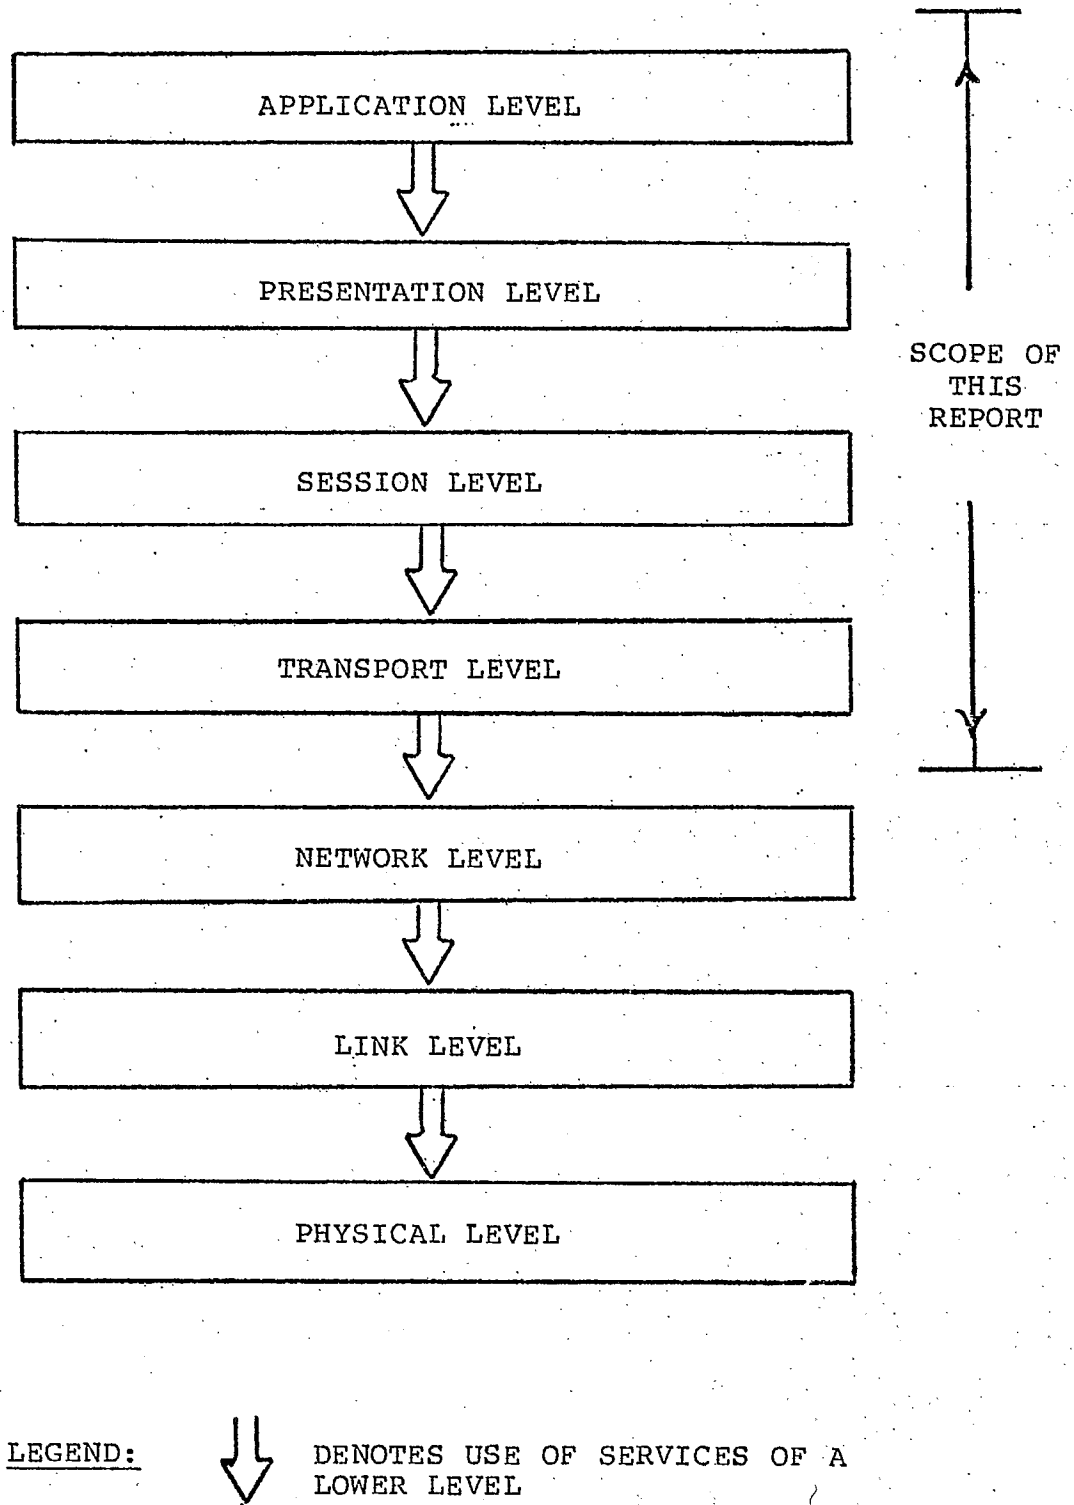 APPLICATION LEVEL
PRESENTATION LEVEL
SCOPE OF
THIS
REPORT
SESSION LEVEL
TRANSPORT LEVEL
NETWORK LEVEL
LINK LEVEL
PHYSICAL LEVEL
LEGEND:
DENOTES USE OF SERVICES OF A
LOWER LEVEL